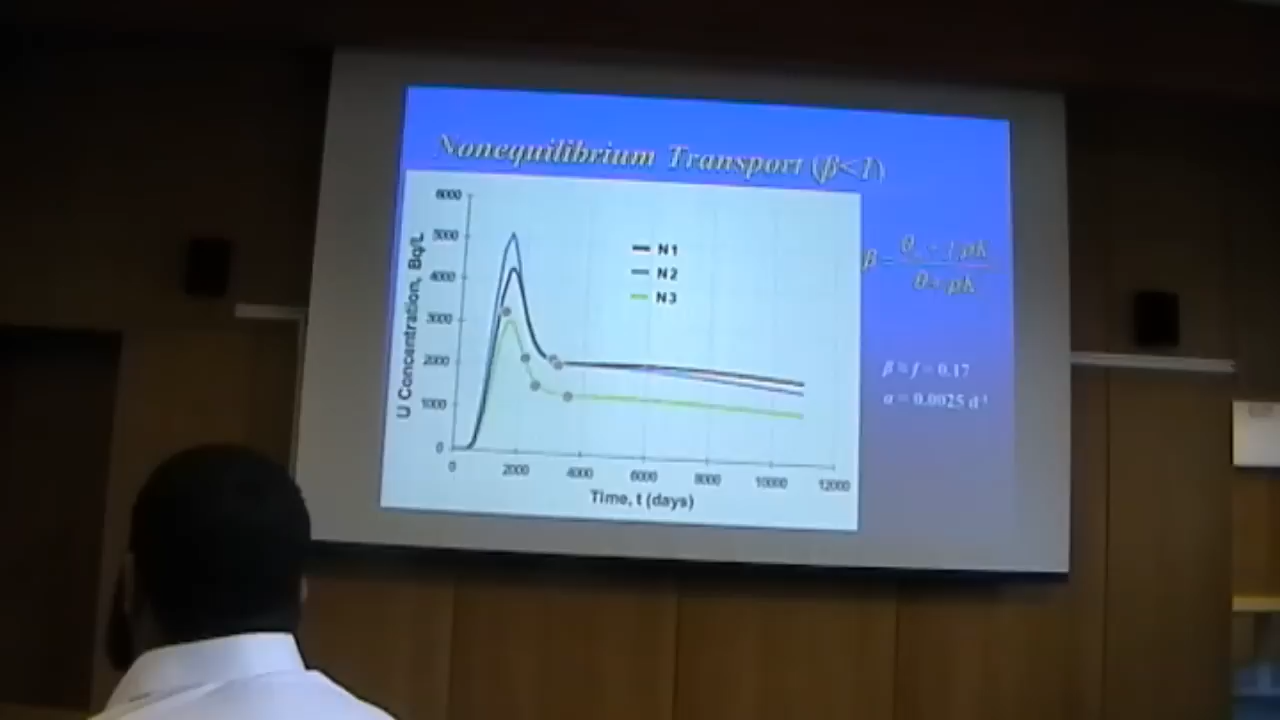 Nonequilibrium Transport (β<1)
U Concentration, Bq/L
6000
5000
4000
3000
2000
1000
0
N1
N2
N3
0 2000 4000 6000 8000 10000 12000
Time, t (days)
β ≈ f = 0.17
α = 0.0025 d⁻¹